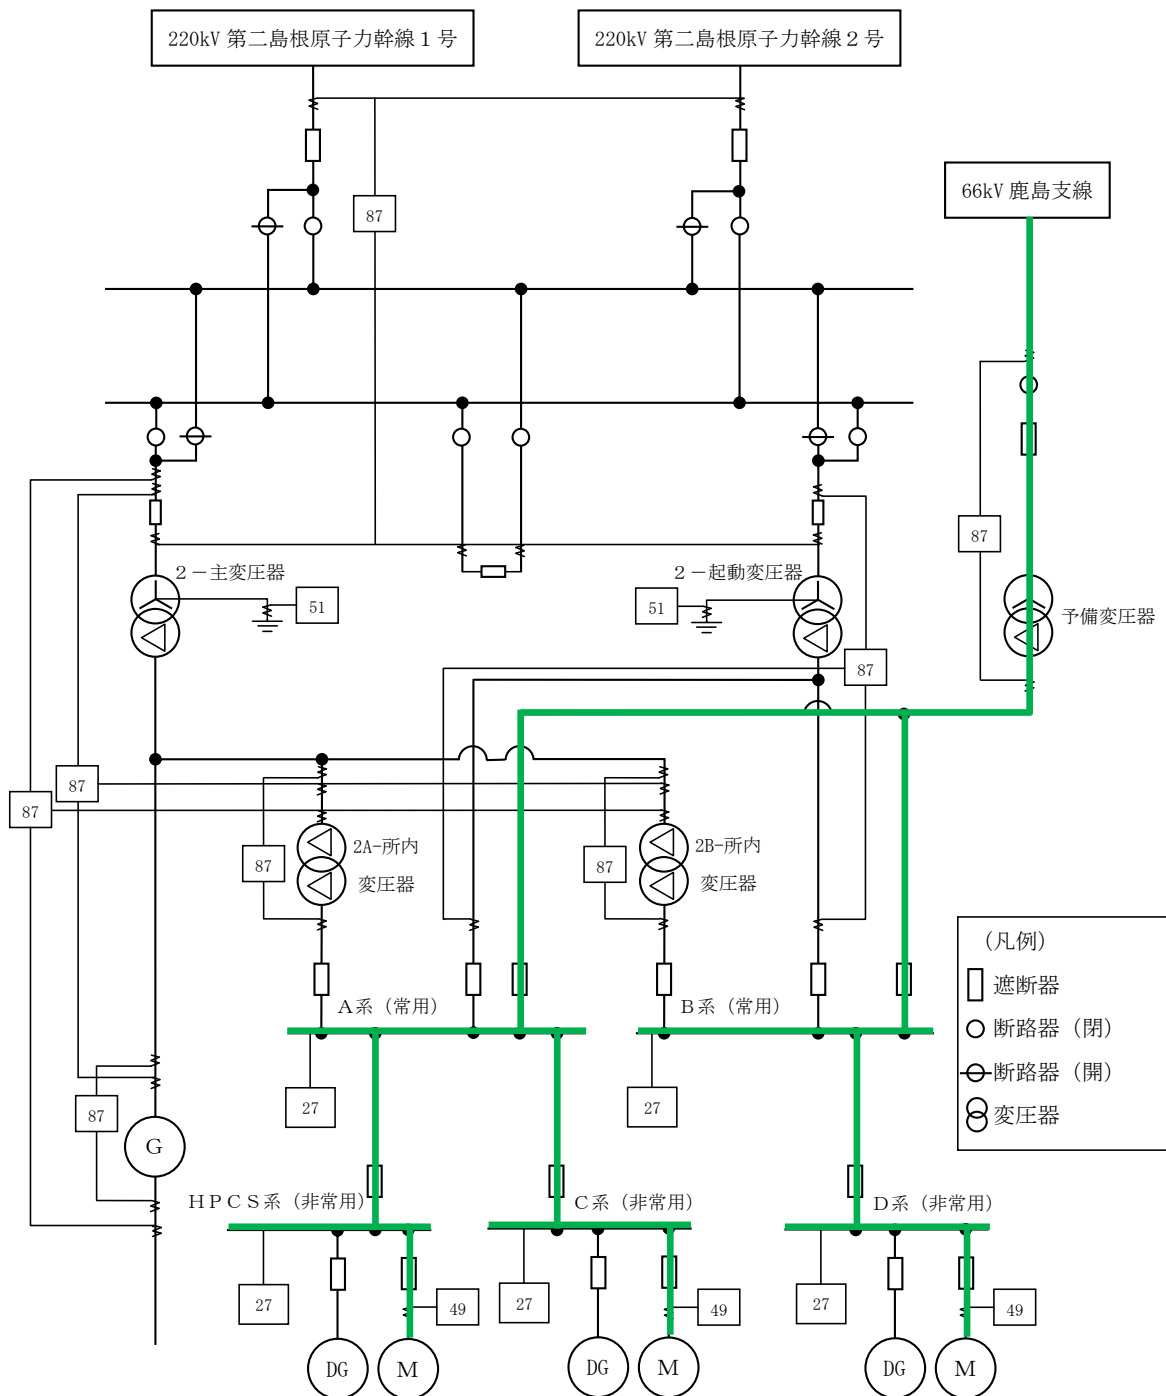 220kV 第二島根原子力幹線１号
220kV 第二島根原子力幹線２号
66kV 鹿島支線
87
87
２－主変圧器
51
２－起動変圧器
51
予備変圧器
87
87
87
2A-所内
変圧器
87
2B-所内
変圧器
87
(凡例)
遮断器
断路器（閉）
断路器（開）
変圧器
Ａ系（常用）
Ｂ系（常用）
27
27
87
G
ＨＰＣＳ系（非常用）
Ｃ系（非常用）
Ｄ系（非常用）
27
49
27
49
27
49
DG
M
DG
M
DG
M